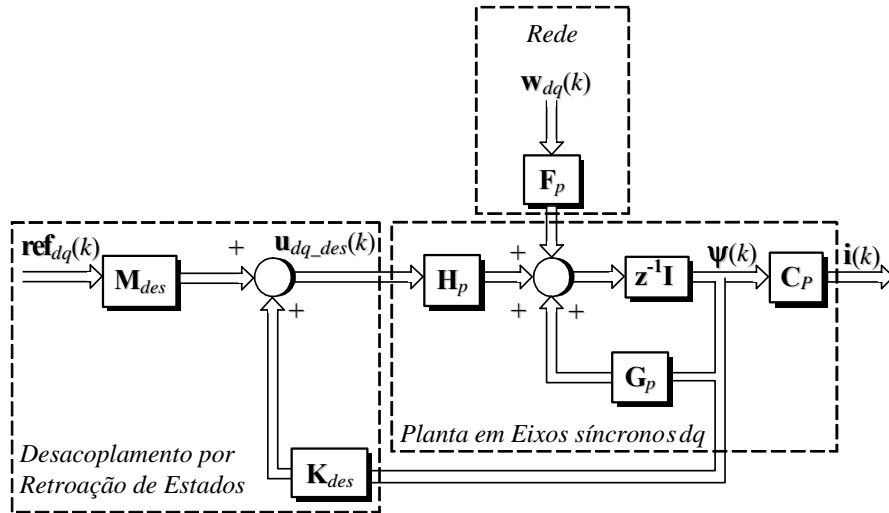 Rede
w_dq(k)
F_p
ref_dq(k)
M_des
+
u_dq_des(k)
+
H_p
+
+
+
z⁻¹I
ψ(k)
C_P
i(k)
G_p
Planta em Eixos síncronos dq
K_des
Desacoplamento por
Retroação de Estados